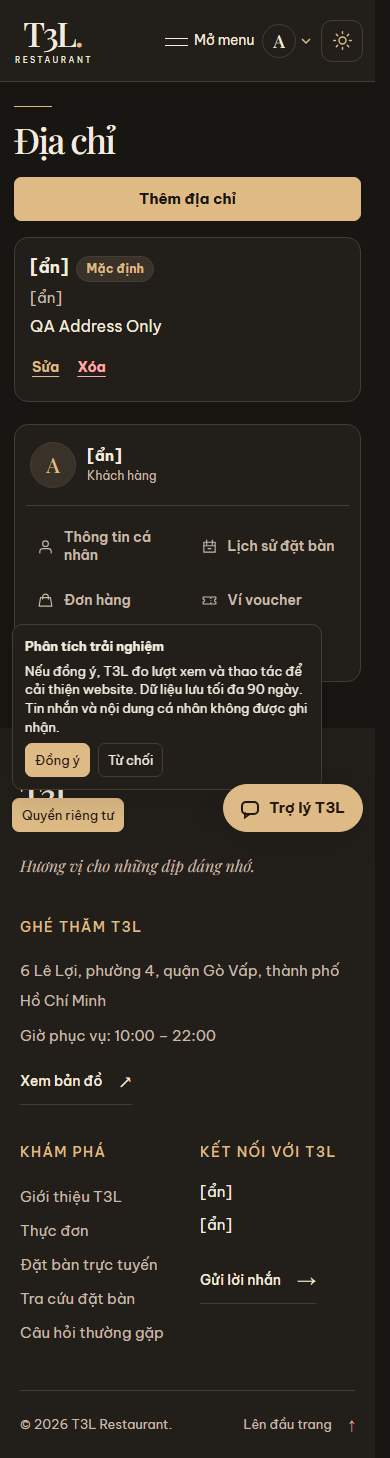 T3L.
RESTAURANT
Mở menu
A
Địa chỉ
Thêm địa chỉ
[ẩn] Mặc định
[ẩn]
QA Address Only
Sửa Xóa
A
[ẩn]
Khách hàng
Thông tin cá
nhân
Lịch sử đặt bàn
Đơn hàng
Ví voucher
Phân tích trải nghiệm
Nếu đồng ý, T3L đo lượt xem và thao tác để
cải thiện website. Dữ liệu lưu tối đa 90 ngày.
Tin nhắn và nội dung cá nhân không được ghi
nhận.
Đồng ý Từ chối
T3L
Quyền riêng tư
Trợ lý T3L
Hương vị cho những dịp đáng nhớ.
GHÉ THĂM T3L
6 Lê Lợi, phường 4, quận Gò Vấp, thành phố
Hồ Chí Minh
Giờ phục vụ: 10:00 – 22:00
Xem bản đồ ↗
KHÁM PHÁ
Giới thiệu T3L
Thực đơn
Đặt bàn trực tuyến
Tra cứu đặt bàn
Câu hỏi thường gặp
KẾT NỐI VỚI T3L
[ẩn]
[ẩn]
Gửi lời nhắn →
© 2026 T3L Restaurant.
Lên đầu trang ↑